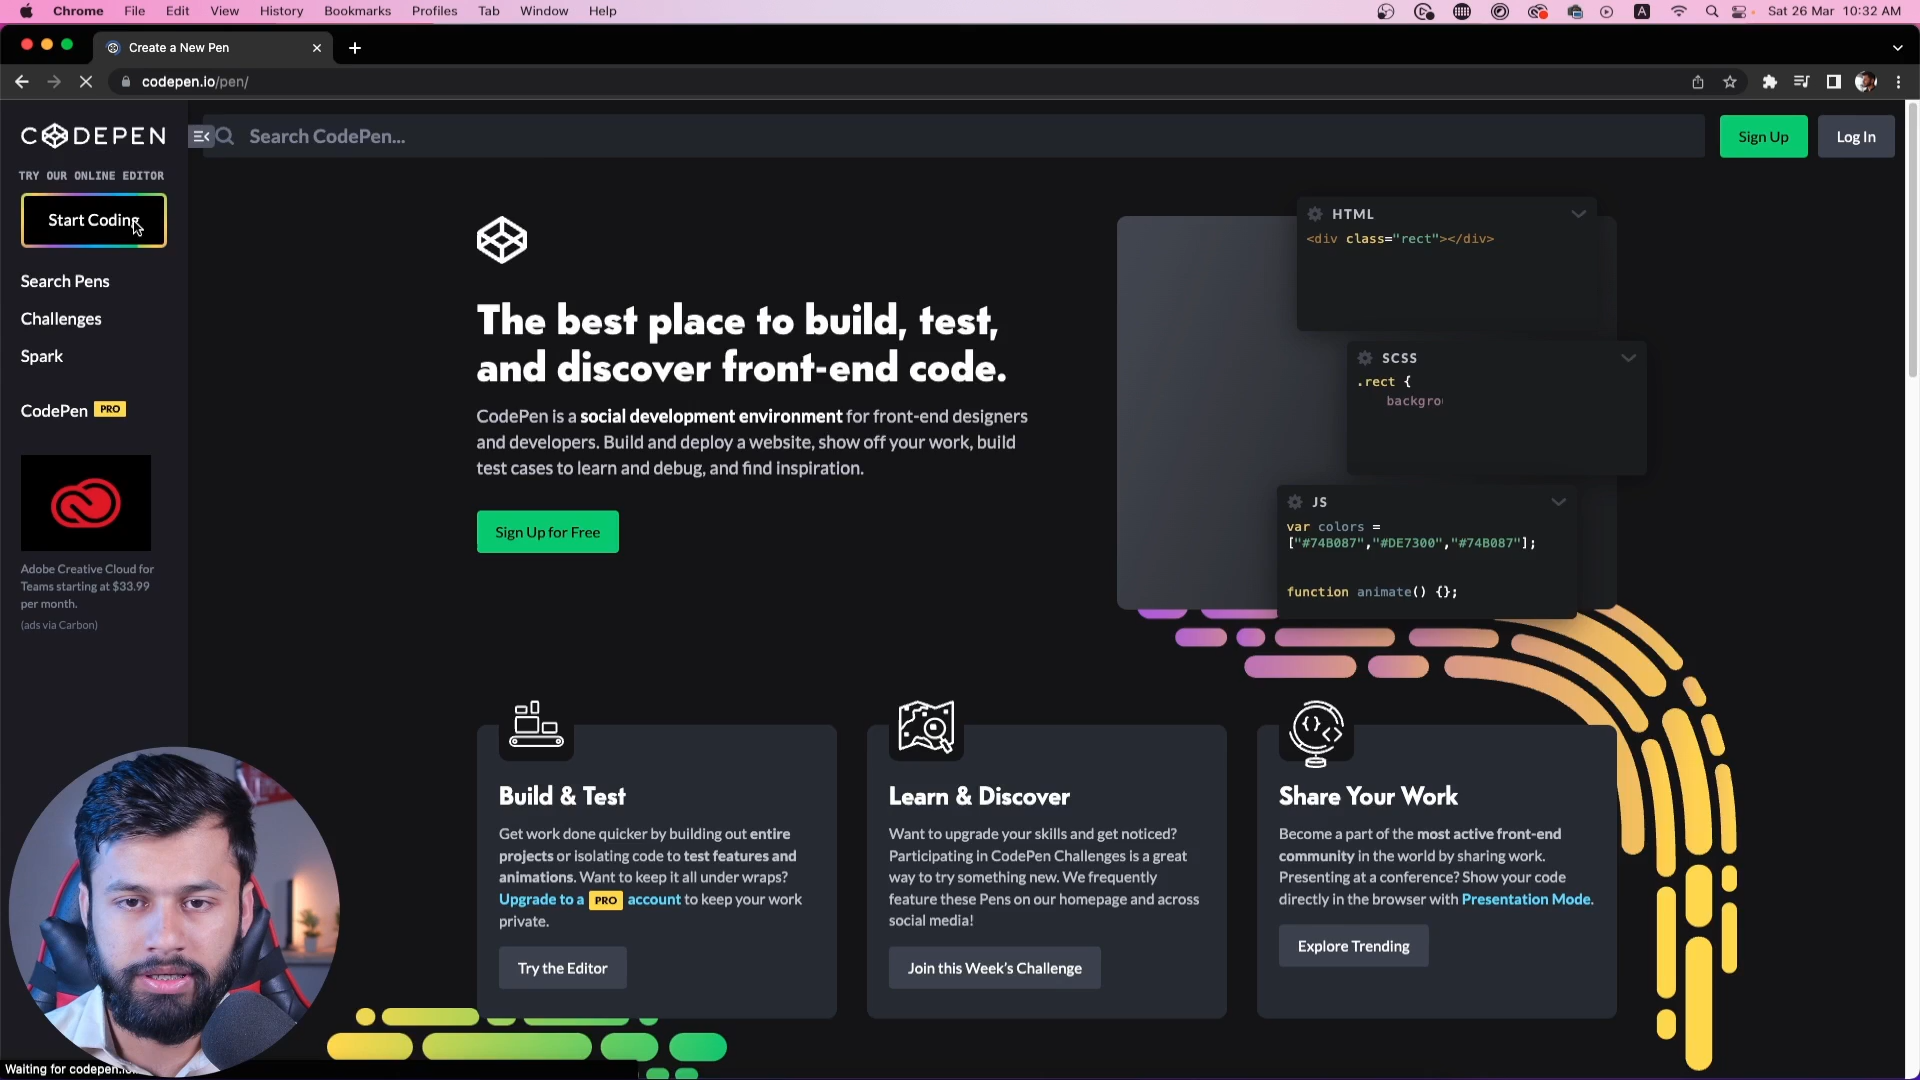 Chrome File Edit View History Bookmarks Profiles Tab Window Help
A Sat 26 Mar 10:32 AM
Create a New Pen
codepen.io/pen/
CODEPEN
Search CodePen...
Sign Up
Log In
TRY OUR ONLINE EDITOR
Start Coding
Search Pens
Challenges
Spark
CodePen PRO
Adobe Creative Cloud for
Teams starting at $33.99
per month.
(ads via Carbon)
The best place to build, test,
and discover front-end code.
CodePen is a social development environment for front-end designers
and developers. Build and deploy a website, show off your work, build
test cases to learn and debug, and find inspiration.
Sign Up for Free
HTML
<div class="rect"></div>
SCSS
.rect {
backgro
JS
var colors =
["#74B087","#DE7300","#74B087"];
function animate() {};
Build & Test
Get work done quicker by building out entire
projects or isolating code to test features and
animations. Want to keep it all under wraps?
Upgrade to a PRO account to keep your work
private.
Try the Editor
Learn & Discover
Want to upgrade your skills and get noticed?
Participating in CodePen Challenges is a great
way to try something new. We frequently
feature these Pens on our homepage and across
social media!
Join this Week's Challenge
Share Your Work
Become a part of the most active front-end
community in the world by sharing work.
Presenting at a conference? Show your code
directly in the browser with Presentation Mode.
Explore Trending
Waiting for codepen.io